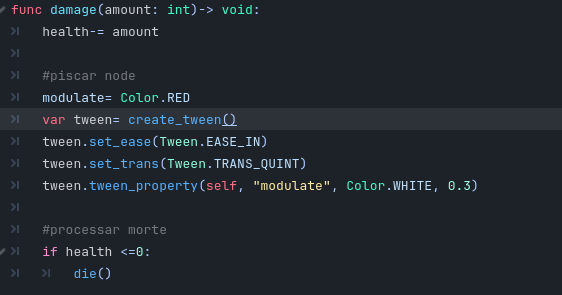 func damage(amount: int)-> void:
health-= amount
#piscar node
modulate= Color.RED
var tween= create_tween()
tween.set_ease(Tween.EASE_IN)
tween.set_trans(Tween.TRANS_QUINT)
tween.tween_property(self, "modulate", Color.WHITE, 0.3)
#processar morte
if health <=0:
die()